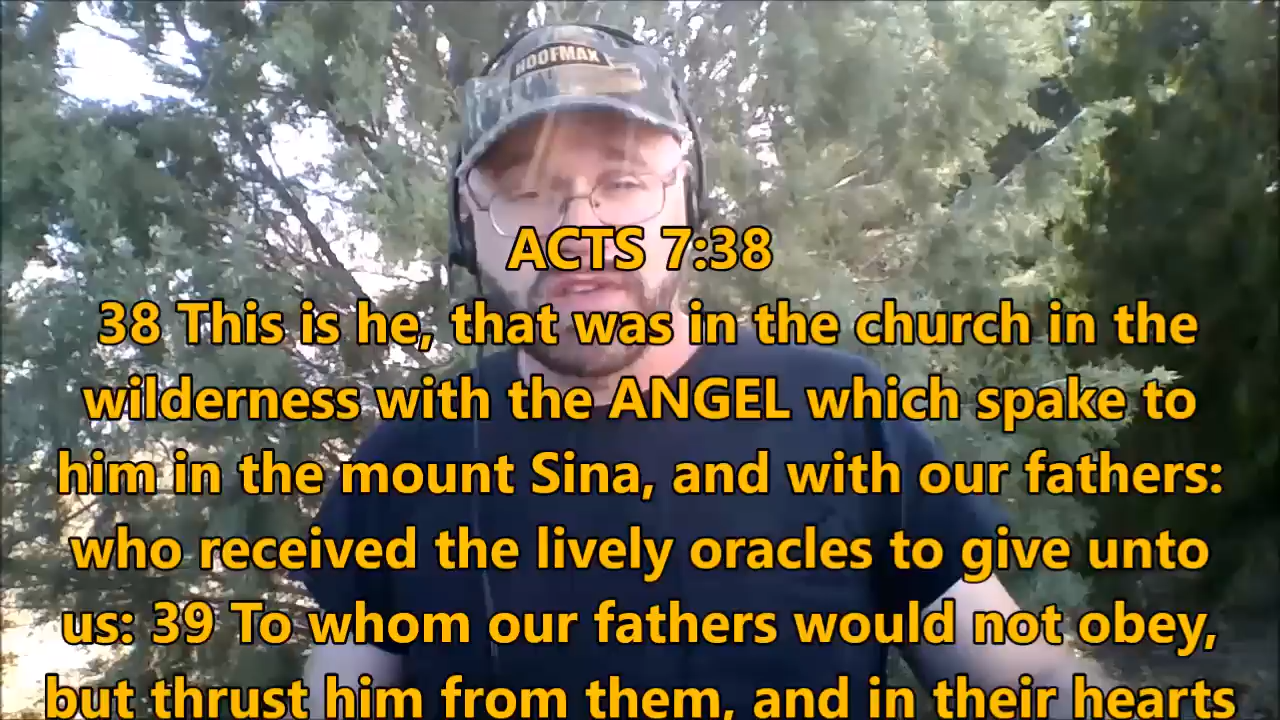 HOOFMAX
ACTS 7:38
38 This is he, that was in the church in the
wilderness with the ANGEL which spake to
him in the mount Sina, and with our fathers:
who received the lively oracles to give unto
us: 39 To whom our fathers would not obey,
but thrust him from them, and in their hearts